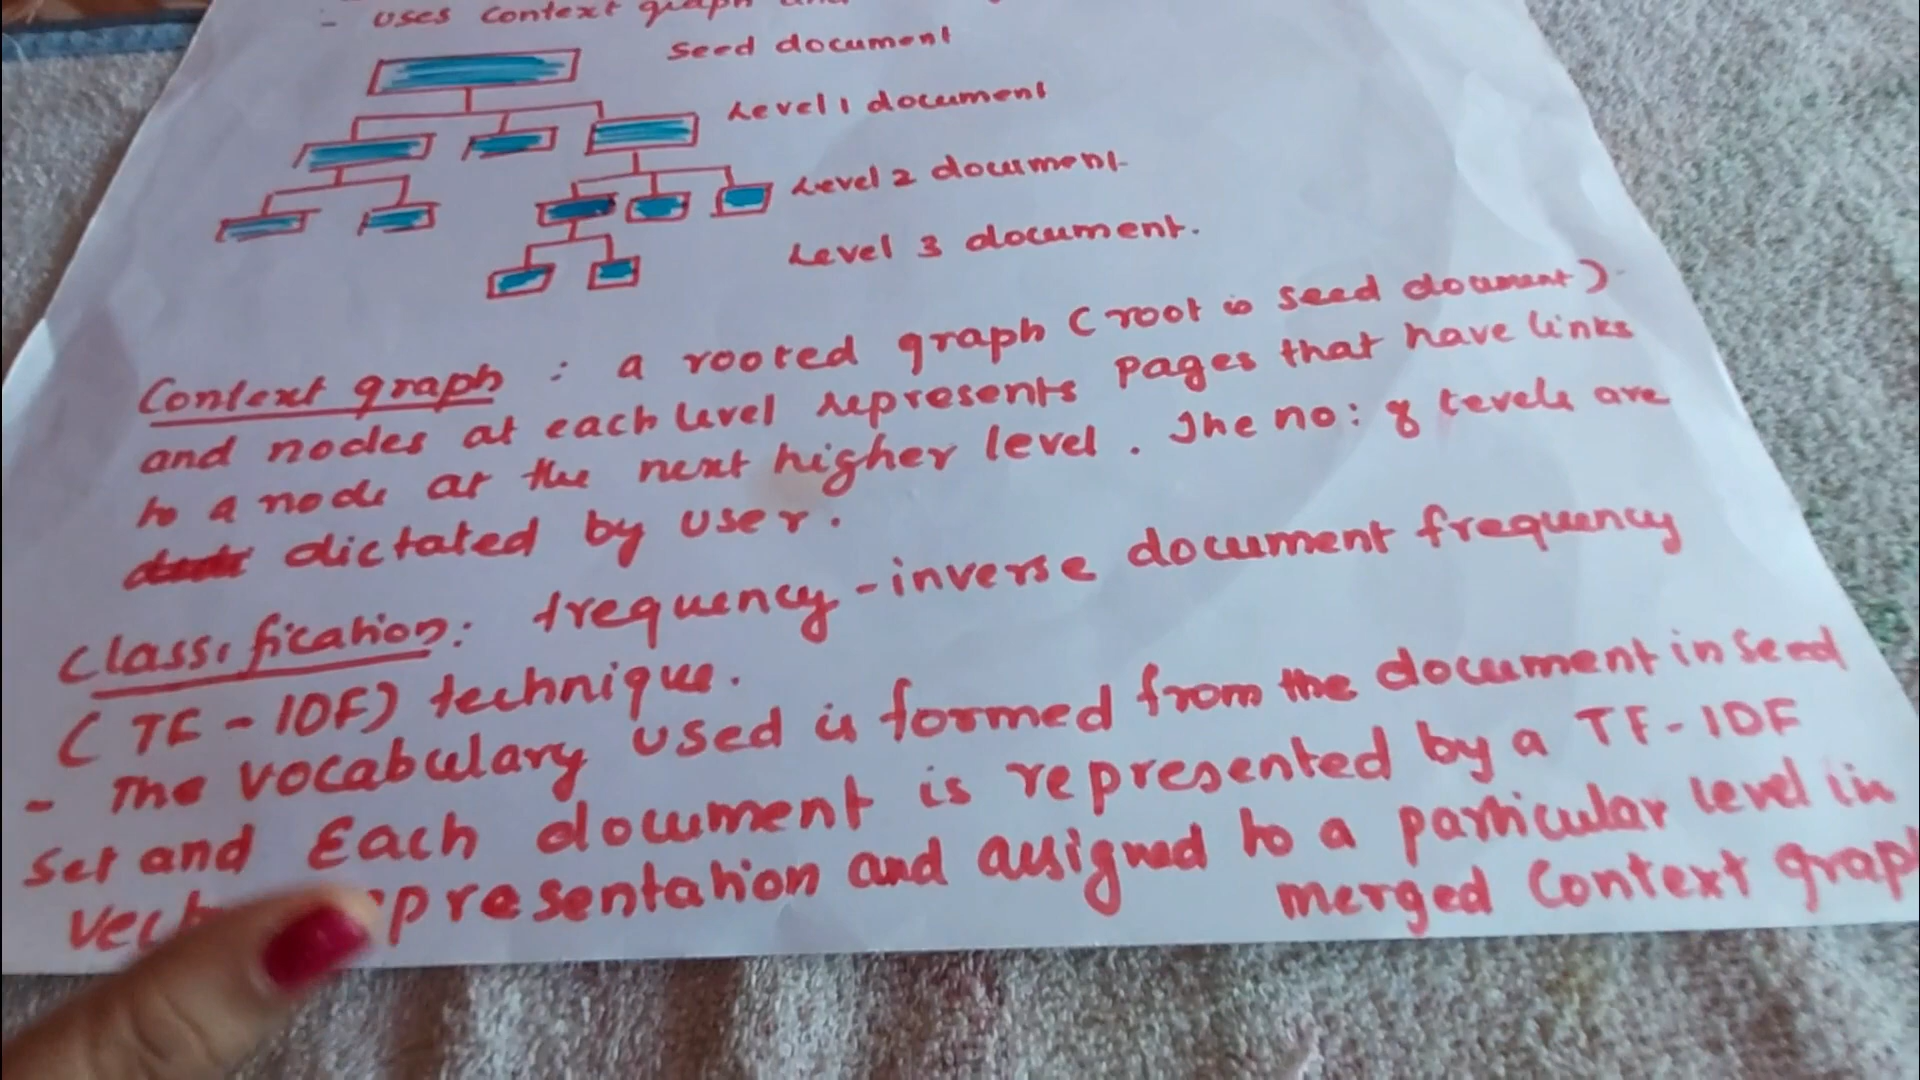 - uses context graph
Seed document
Level 1 document
Level 2 document
Level 3 document.
Context graph : a rooted graph (root is seed document)
and nodes at each level represents pages that have links
to a node at the next higher level. The no: of levels are
dictated by user.
Classification: frequency-inverse document frequency
(TF-IDF) technique.
- The vocabulary used is formed from the document in seed
set and Each document is represented by a TF-IDF
and assigned to a particular level in
merged context